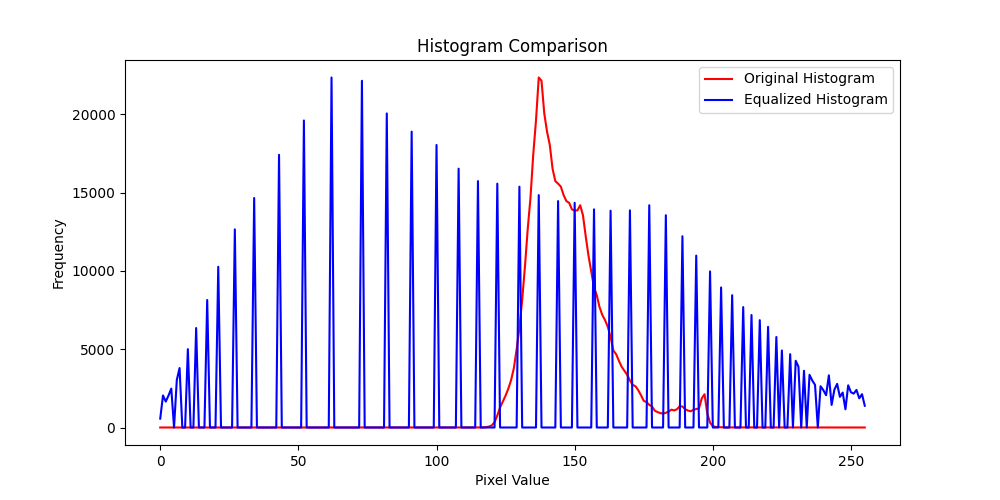 Histogram Comparison
Original Histogram
Equalized Histogram
Frequency
20000
15000
10000
5000
0
0 50 100 150 200 250
Pixel Value